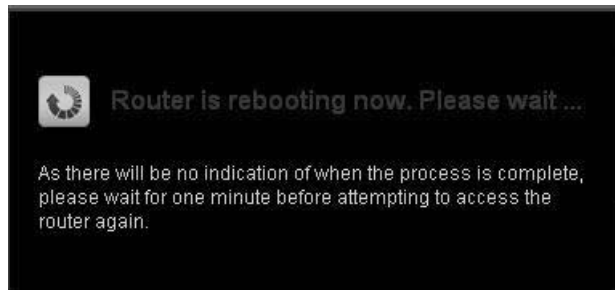 Router is rebooting now. Please wait ...
As there will be no indication of when the process is complete,
please wait for one minute before attempting to access the
router again.